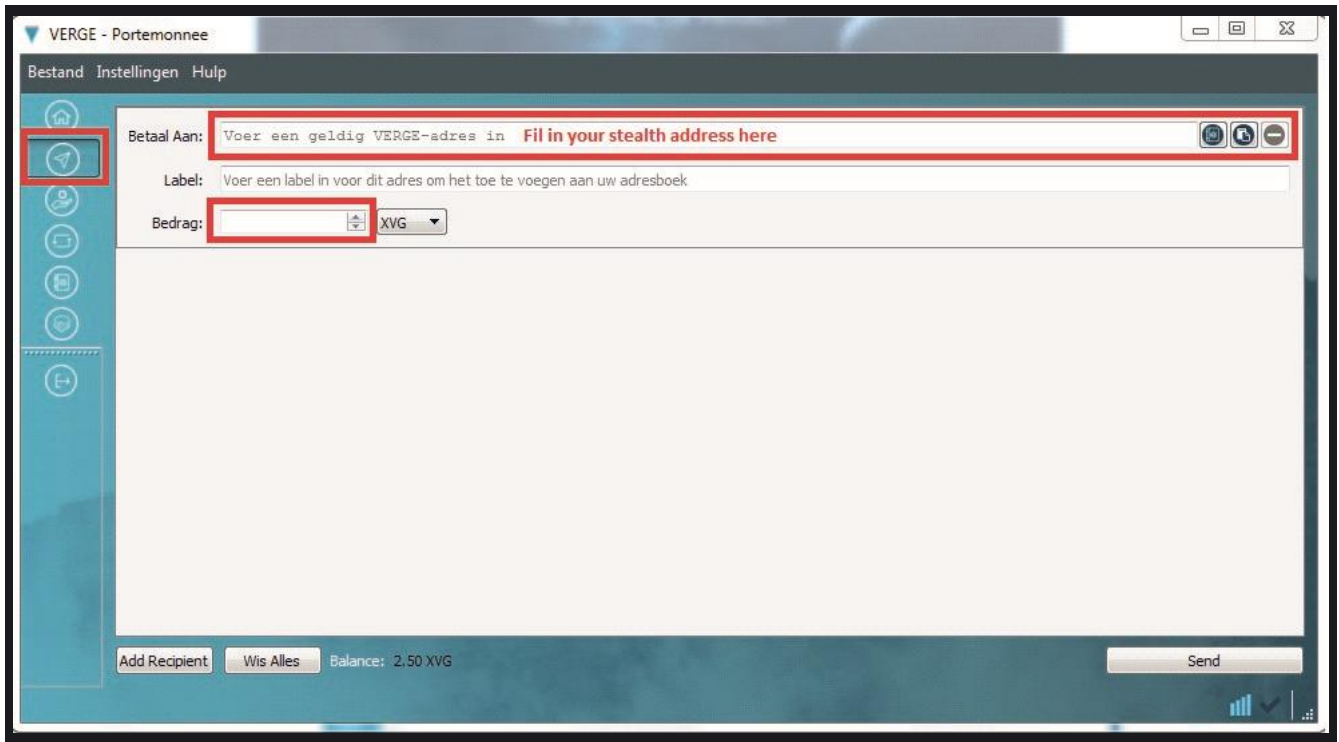 VERGE - Portemonnee
Bestand Instellingen Hulp
Betaal Aan: Voer een geldig VERGE-adres in Fil in your stealth address here
Label: Voer een label in voor dit adres om het toe te voegen aan uw adresboek
Bedrag: XVG
Add Recipient Wis Alles Balance: 2.50 XVG Send